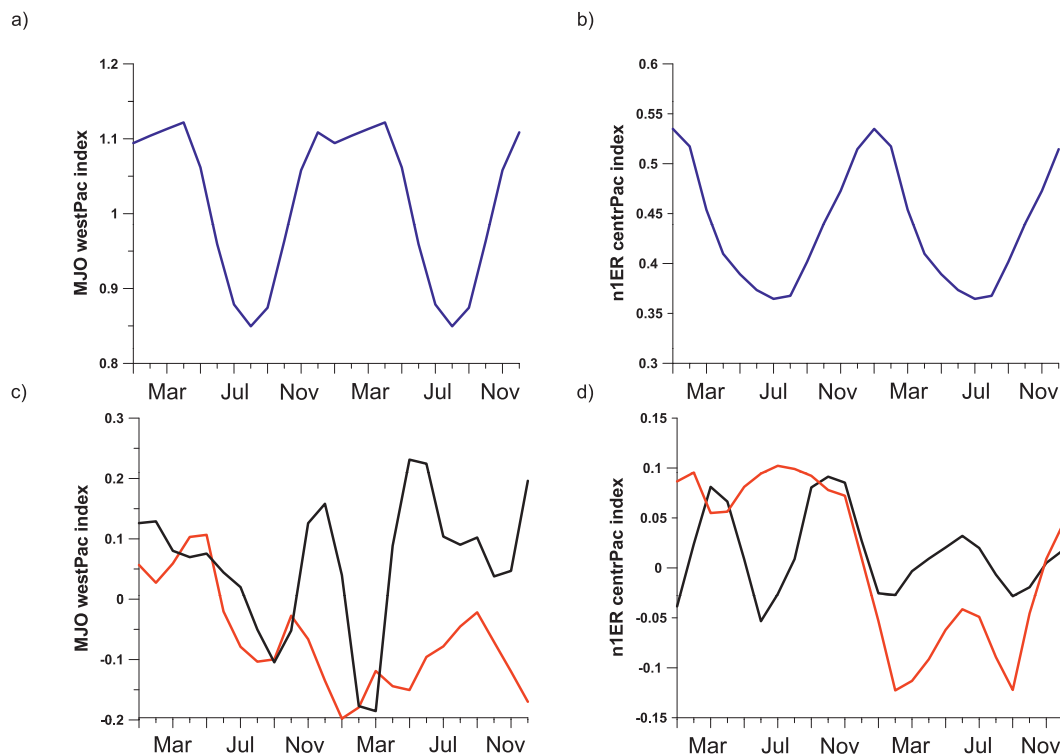 a)
MJO westPac index
1.2
1.1
1
0.9
0.8
Mar Jul Nov Mar Jul Nov
b)
n1ER centrPac index
0.6
0.55
0.5
0.45
0.4
0.35
0.3
Mar Jul Nov Mar Jul Nov
c)
MJO westPac index
0.3
0.2
0.1
0
-0.1
-0.2
Mar Jul Nov Mar Jul Nov
d)
n1ER centrPac index
0.15
0.1
0.05
0
-0.05
-0.1
-0.15
Mar Jul Nov Mar Jul Nov